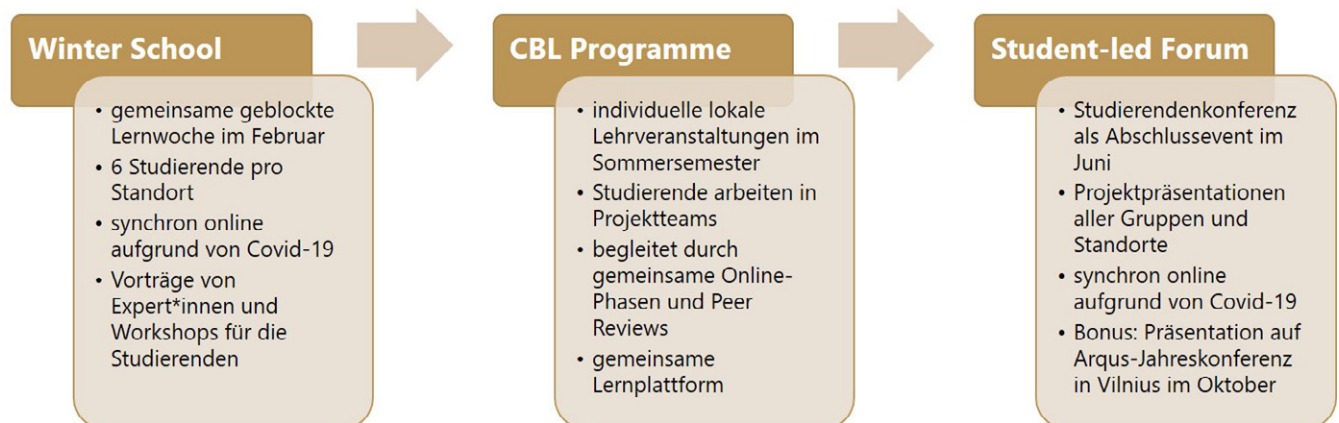 Winter School
• gemeinsame geblockte
Lernwoche im Februar
• 6 Studierende pro
Standort
• synchron online
aufgrund von Covid-19
• Vorträge von
Expert*innen und
Workshops für die
Studierenden
CBL Programme
• individuelle lokale
Lehrveranstaltungen im
Sommersemester
• Studierende arbeiten in
Projektteams
• begleitet durch
gemeinsame Online-
Phasen und Peer
Reviews
• gemeinsame
Lernplattform
Student-led Forum
• Studierendenkonferenz
als Abschlussevent im
Juni
• Projektpräsentationen
aller Gruppen und
Standorte
• synchron online
aufgrund von Covid-19
• Bonus: Präsentation auf
Arqus-Jahreskonferenz
in Vilnius im Oktober